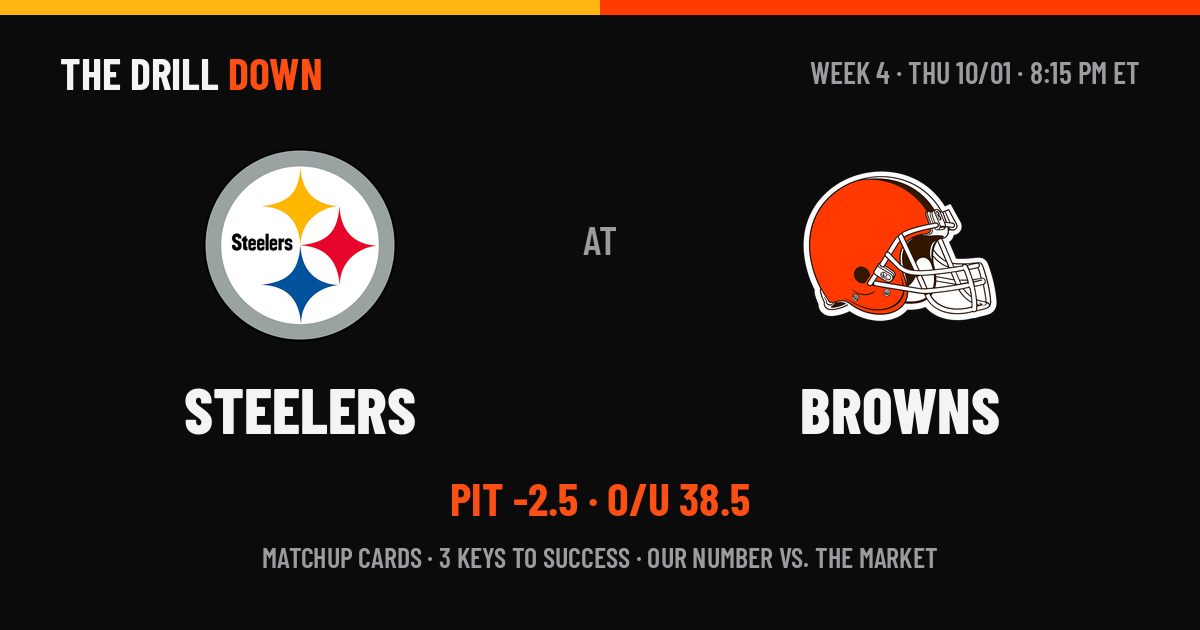 THE DRILL DOWN
WEEK 4 · THU 10/01 · 8:15 PM ET
Steelers
AT
STEELERS
BROWNS
PIT -2.5 · O/U 38.5
MATCHUP CARDS · 3 KEYS TO SUCCESS · OUR NUMBER VS. THE MARKET